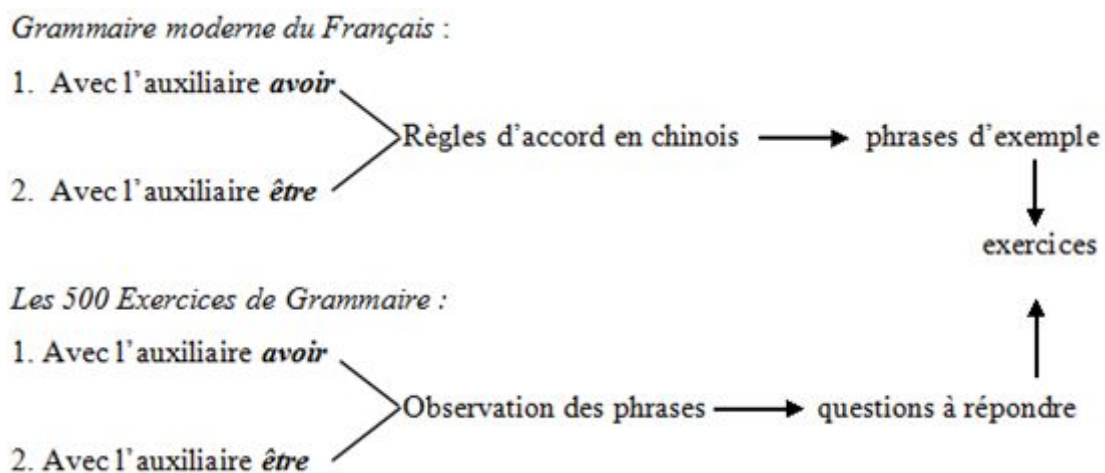 Grammaire moderne du Français :
1. Avec l'auxiliaire avoir
Règles d'accord en chinois
phrases d'exemple
2. Avec l'auxiliaire être
exercices
Les 500 Exercices de Grammaire :
1. Avec l'auxiliaire avoir
Observation des phrases
questions à répondre
2. Avec l'auxiliaire être